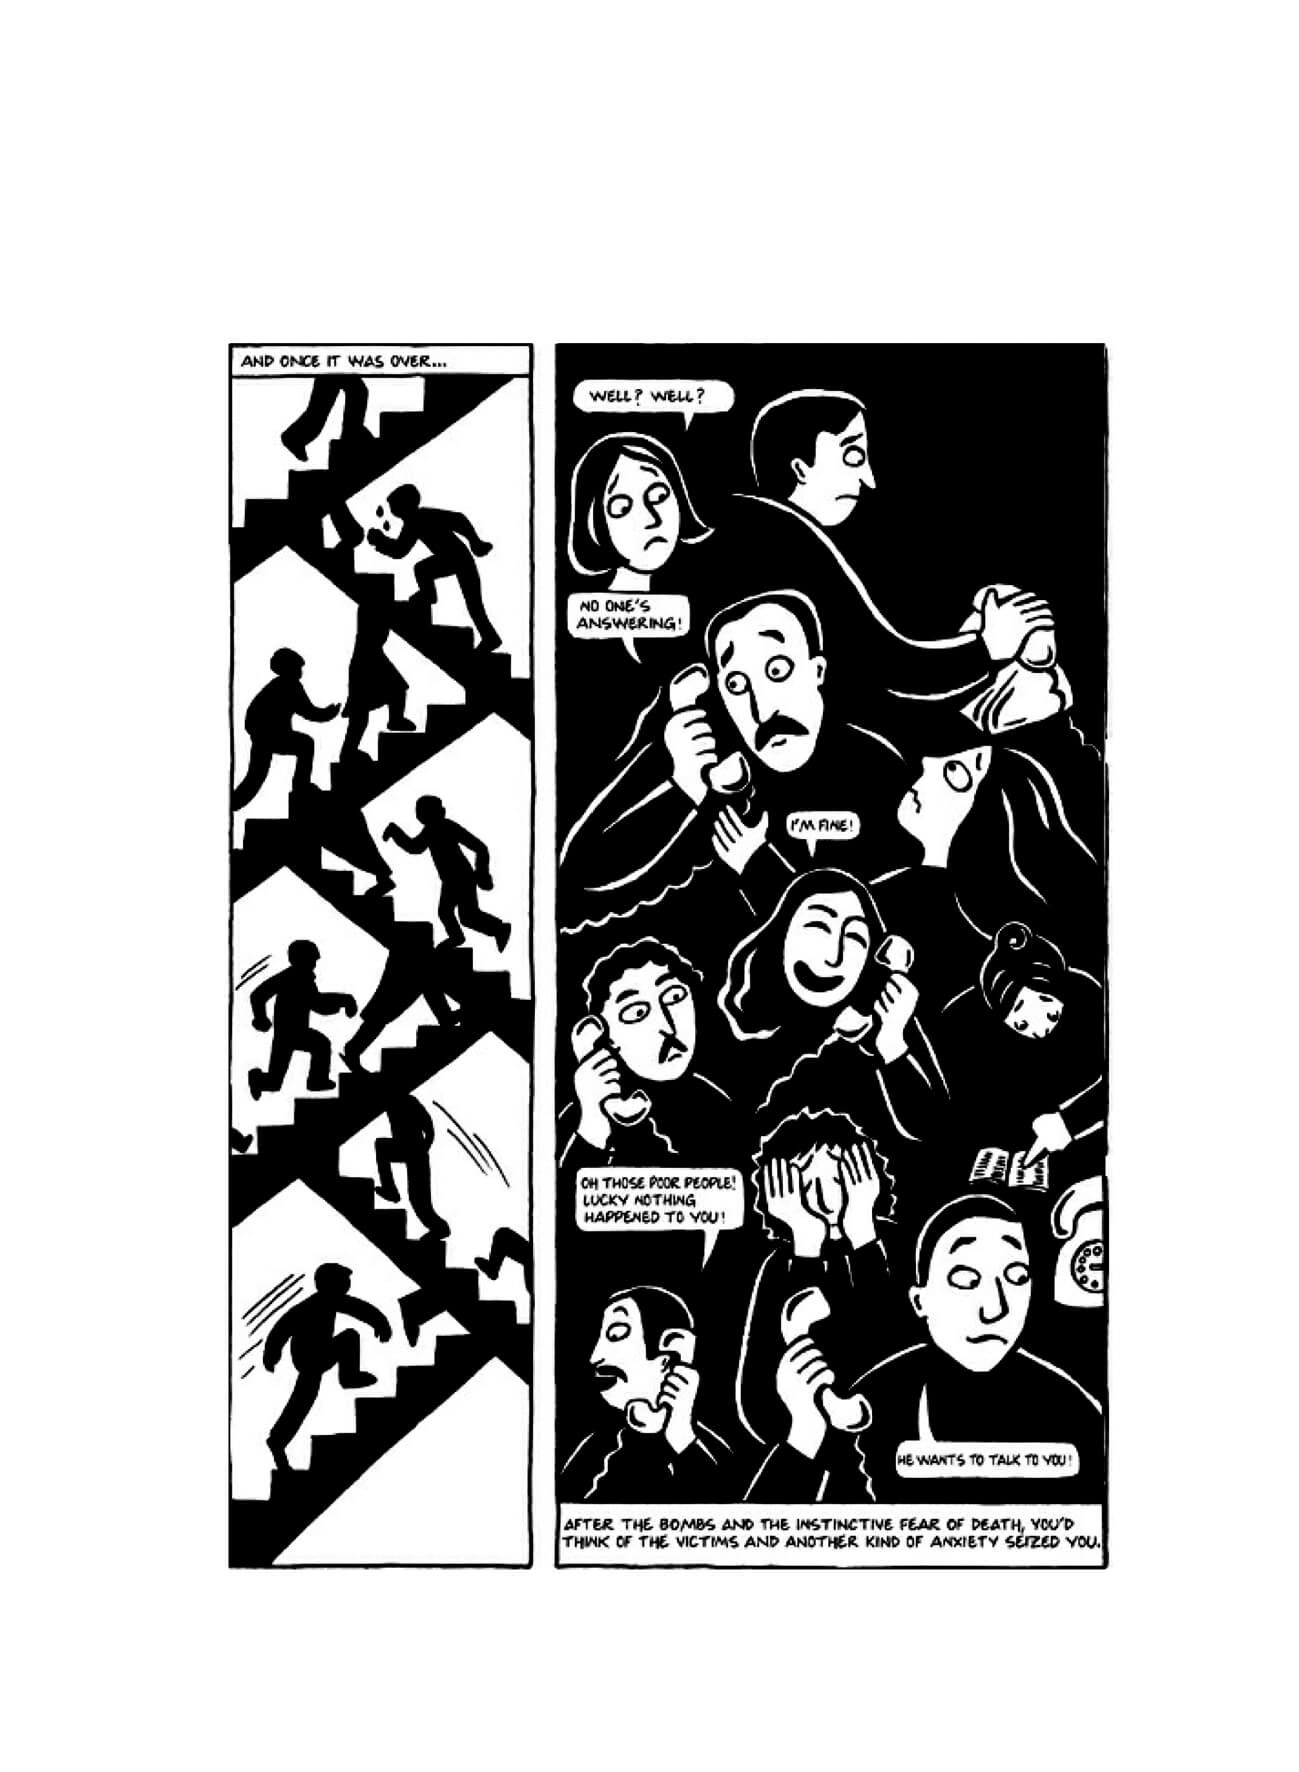 AND ONCE IT WAS OVER...
WELL? WELL?
NO ONE'S
ANSWERING!
I'M FINE!
OH THOSE POOR PEOPLE!
LUCKY NOTHING
HAPPENED TO YOU!
HE WANTS TO TALK TO YOU!
AFTER THE BOMBS AND THE INSTINCTIVE FEAR OF DEATH, YOU'D
THINK OF THE VICTIMS AND ANOTHER KIND OF ANXIETY SEIZED YOU.